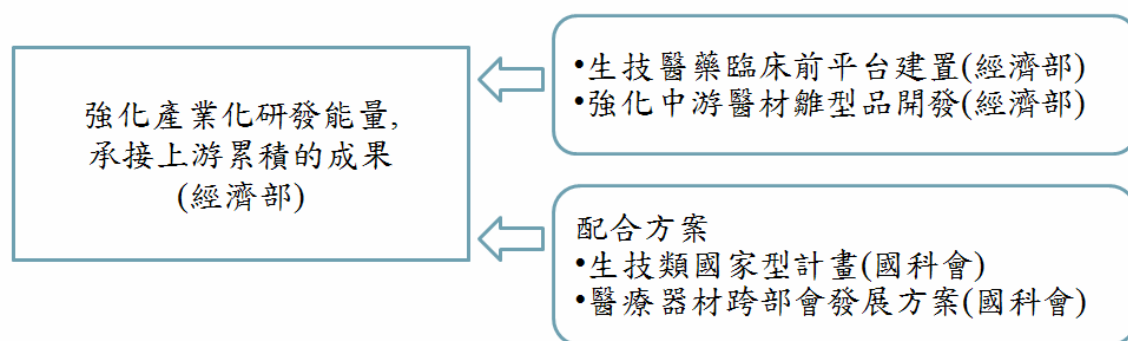 強化產業化研發能量,
承接上游累積的成果
(經濟部)
•生技醫藥臨床前平台建置(經濟部)
•強化中游醫材雛型品開發(經濟部)
配合方案
•生技類國家型計畫(國科會)
•醫療器材跨部會發展方案(國科會)